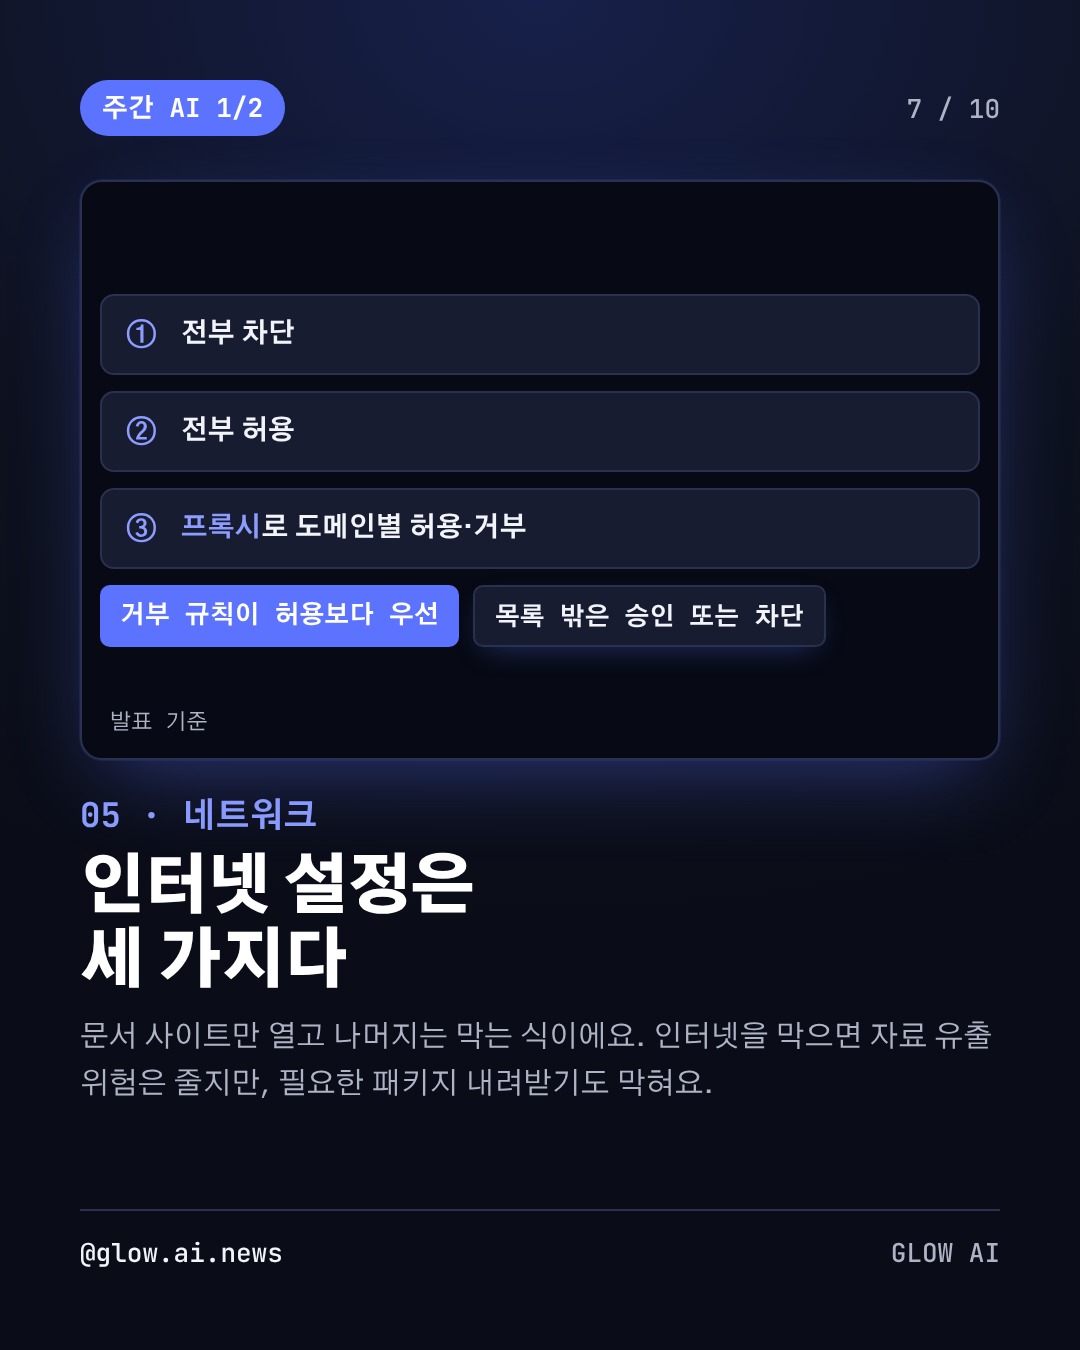 주간 AI 1/2
7 / 10
① 전부 차단
② 전부 허용
③ 프록시로 도메인별 허용·거부
거부 규칙이 허용보다 우선
목록 밖은 승인 또는 차단
발표 기준
05 · 네트워크
인터넷 설정은
세 가지다
문서 사이트만 열고 나머지는 막는 식이에요. 인터넷을 막으면 자료 유출
위험은 줄지만, 필요한 패키지 내려받기도 막혀요.
@glow.ai.news
GLOW AI